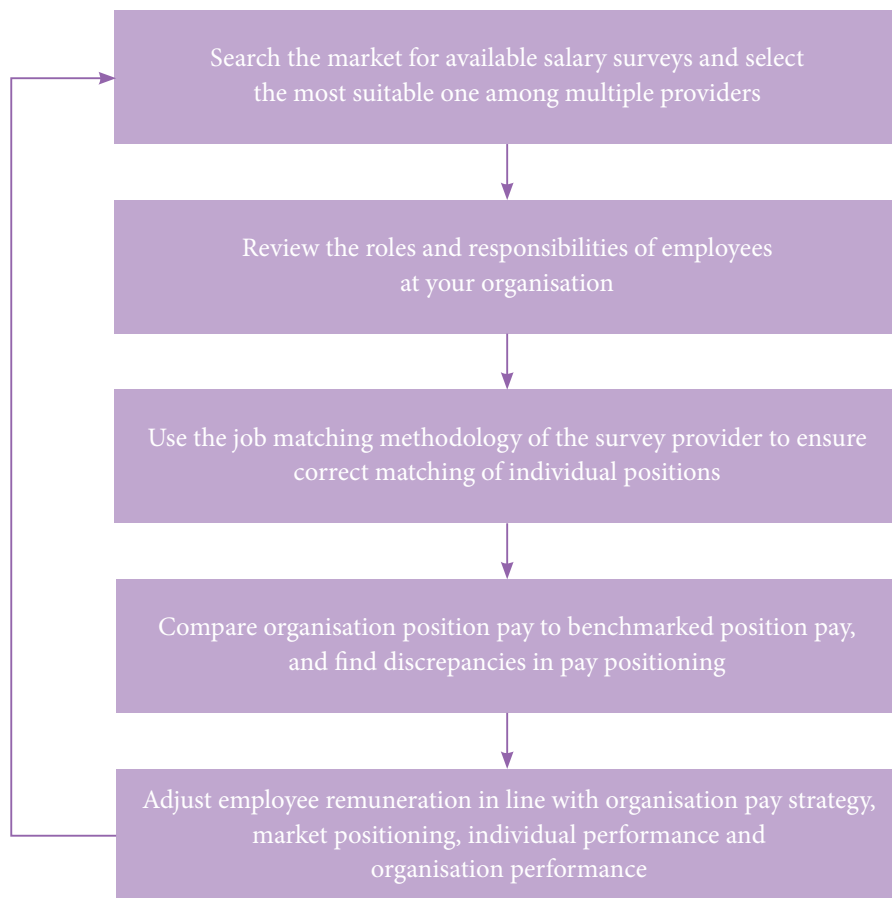 Search the market for available salary surveys and select
the most suitable one among multiple providers
Review the roles and responsibilities of employees
at your organisation
Use the job matching methodology of the survey provider to ensure
correct matching of individual positions
Compare organisation position pay to benchmarked position pay,
and find discrepancies in pay positioning
Adjust employee remuneration in line with organisation pay strategy,
market positioning, individual performance and
organisation performance